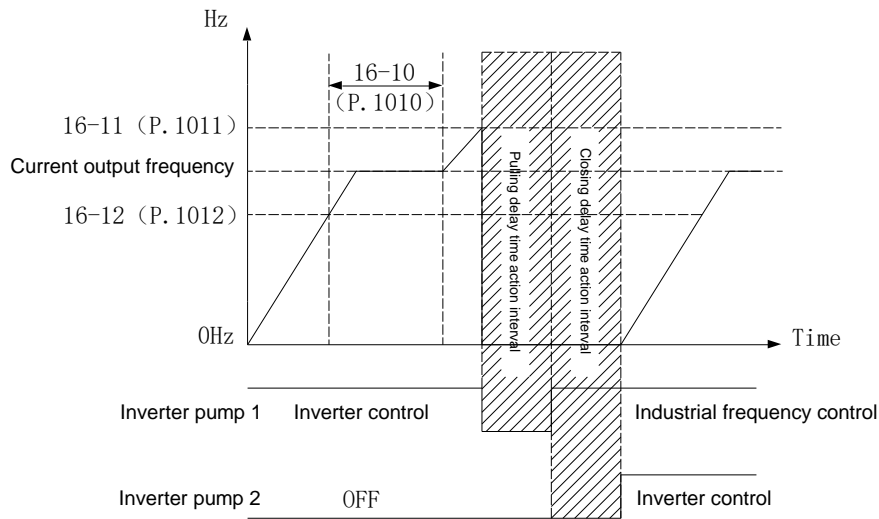 Hz
16-10
(P.1010)
16-11 (P.1011)
Current output frequency
16-12 (P.1012)
Pulling delay time action interval
Closing delay time action interval
0Hz
Time
Inverter pump 1
Inverter control
Industrial frequency control
Inverter pump 2
OFF
Inverter control